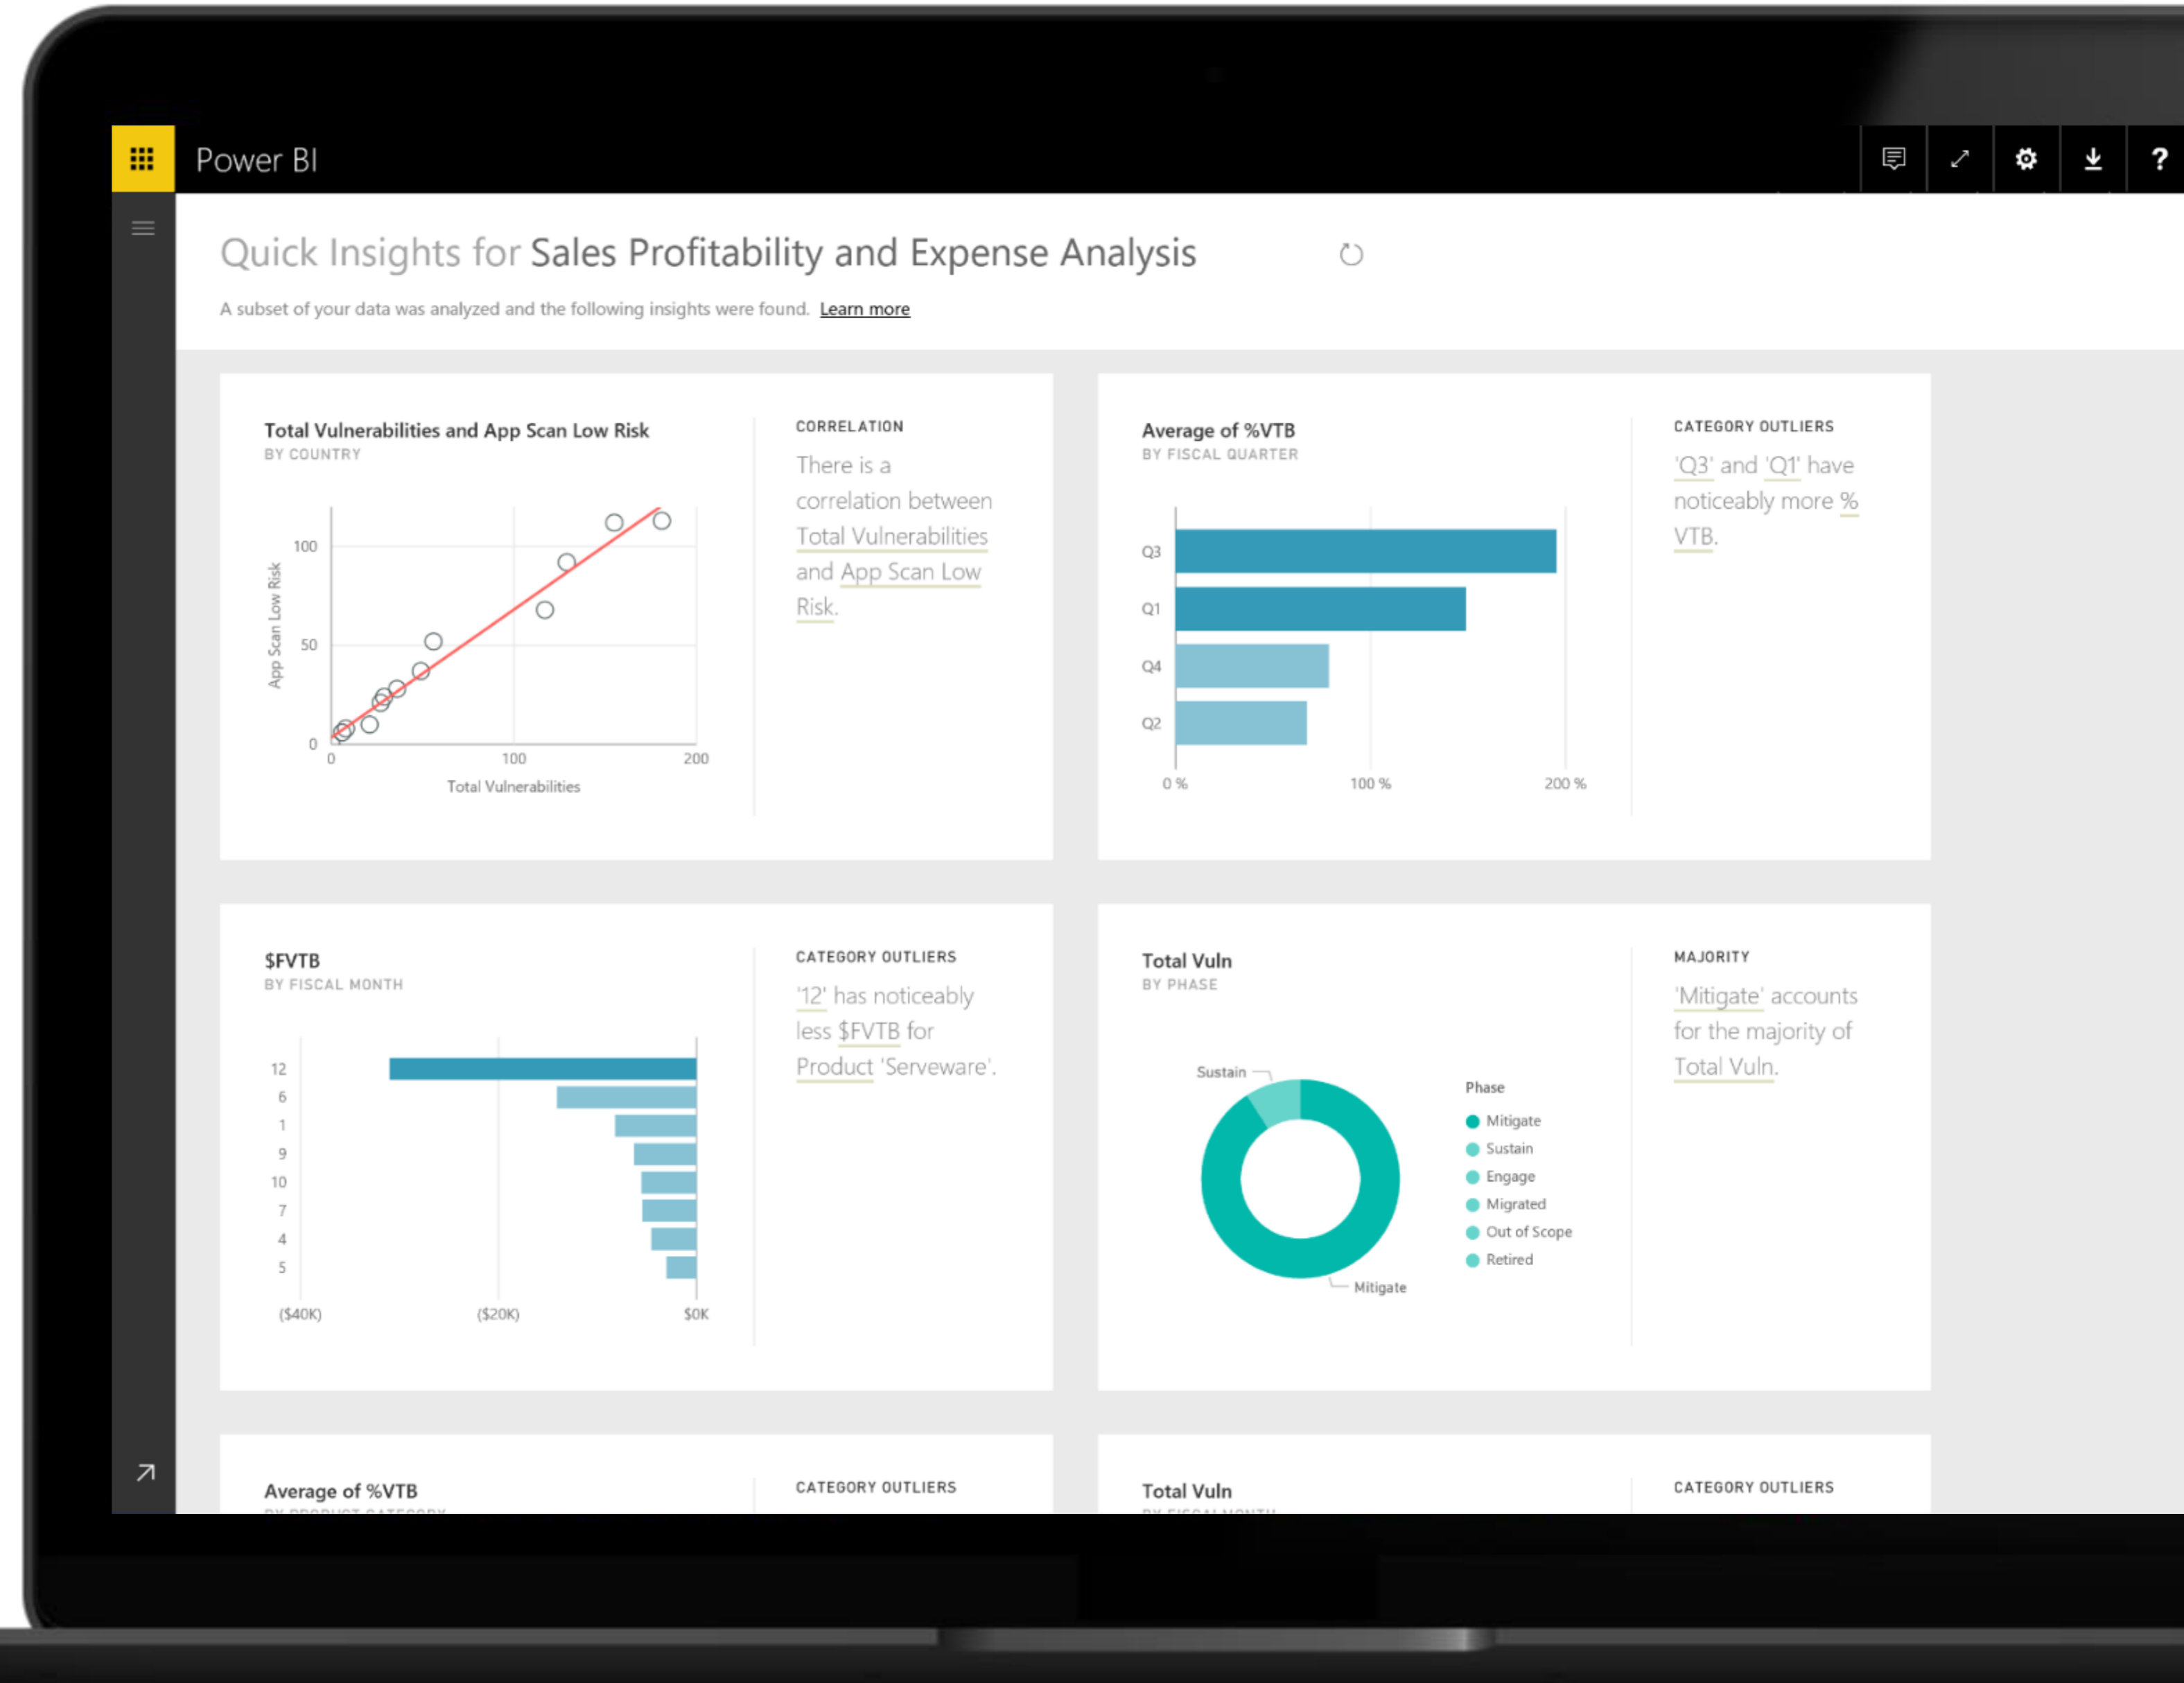 Power BI
?
Quick Insights for Sales Profitability and Expense Analysis
A subset of your data was analyzed and the following insights were found. Learn more
Total Vulnerabilities and App Scan Low Risk
BY COUNTRY
App Scan Low Risk
100
50
0
0
100
200
Total Vulnerabilities
CORRELATION
There is a
correlation between
Total Vulnerabilities
and App Scan Low
Risk.
Average of %VTB
BY FISCAL QUARTER
Q3
Q1
Q4
Q2
0 %
100 %
200 %
CATEGORY OUTLIERS
'Q3' and 'Q1' have
noticeably more %
VTB.
$FVTB
BY FISCAL MONTH
12
6
1
9
10
7
4
5
($40K)
($20K)
$0K
CATEGORY OUTLIERS
'12' has noticeably
less $FVTB for
Product 'Serveware'.
Total Vuln
BY PHASE
Sustain
Mitigate
Phase
Mitigate
Sustain
Engage
Migrated
Out of Scope
Retired
MAJORITY
'Mitigate' accounts
for the majority of
Total Vuln.
Average of %VTB
BY PRODUCT CATEGORY
CATEGORY OUTLIERS
Total Vuln
BY FISCAL MONTH
CATEGORY OUTLIERS